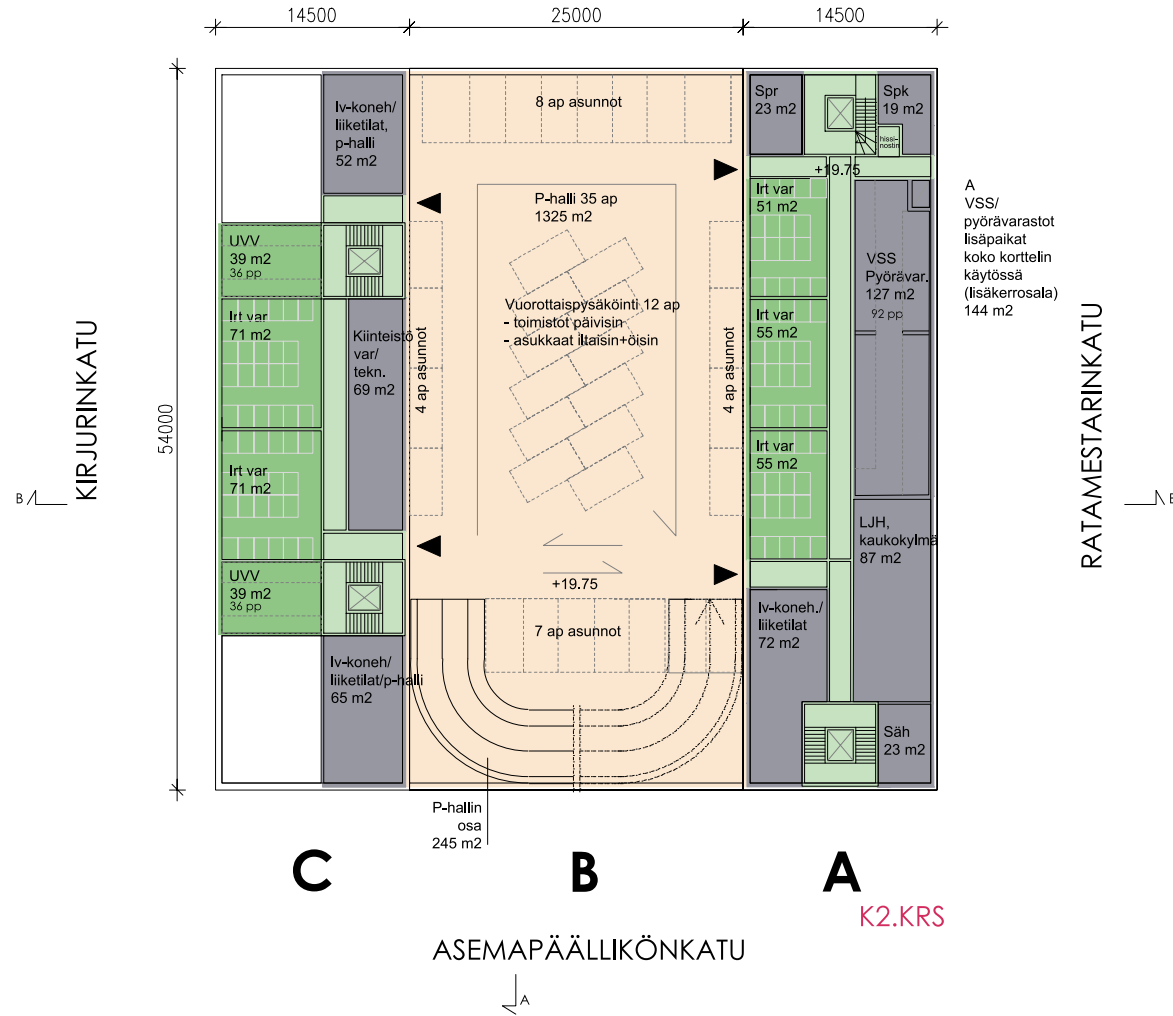 14500
25000
14500
54000
KIRJURINKATU
B
Iv-koneh/
liiketilat,
p-halli
52 m2
UVV
39 m2
36 pp
Irt var
71 m2
Kiinteistö
var/
tekn.
69 m2
Irt var
71 m2
UVV
39 m2
36 pp
Iv-koneh/
liiketilat/p-halli
65 m2
8 ap asunnot
P-halli 35 ap
1325 m2
Vuorottaispysäköinti 12 ap
- toimistot päivisin
- asukkaat iltaisin+öisin
4 ap asunnot
4 ap asunnot
+19.75
7 ap asunnot
P-hallin
osa
245 m2
Spr
23 m2
Spk
19 m2
hissi-
nostin
+19.75
Irt var
51 m2
VSS
Pyörävar.
127 m2
92 pp
Irt var
55 m2
Irt var
55 m2
LJH,
kaukokylmä
87 m2
Iv-koneh./
liiketilat
72 m2
Säh
23 m2
A
VSS/
pyörävarastot
lisäpaikat
koko korttelin
käytössä
(lisäkerrosala)
144 m2
RATAMESTARINKATU
B
C
B
A
K2.KRS
ASEMAPÄÄLLIKÖNKATU
A